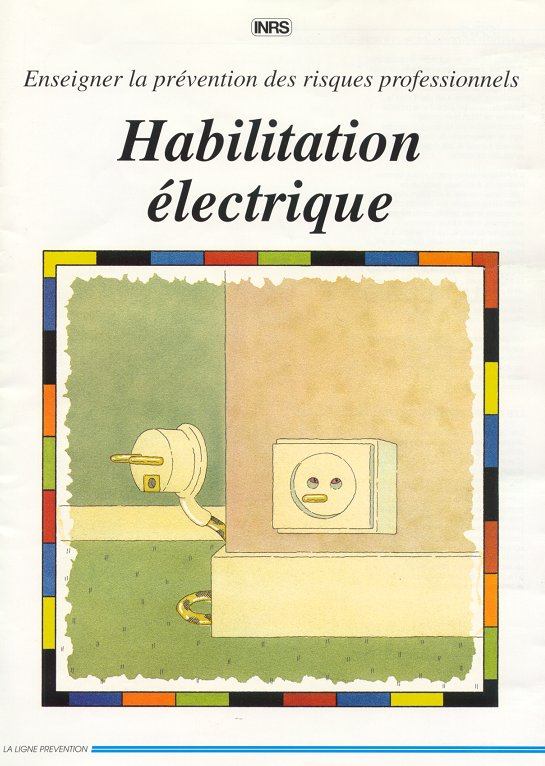 INRS
Enseigner la prévention des risques professionnels
Habilitation
électrique
LA LIGNE PREVENTION